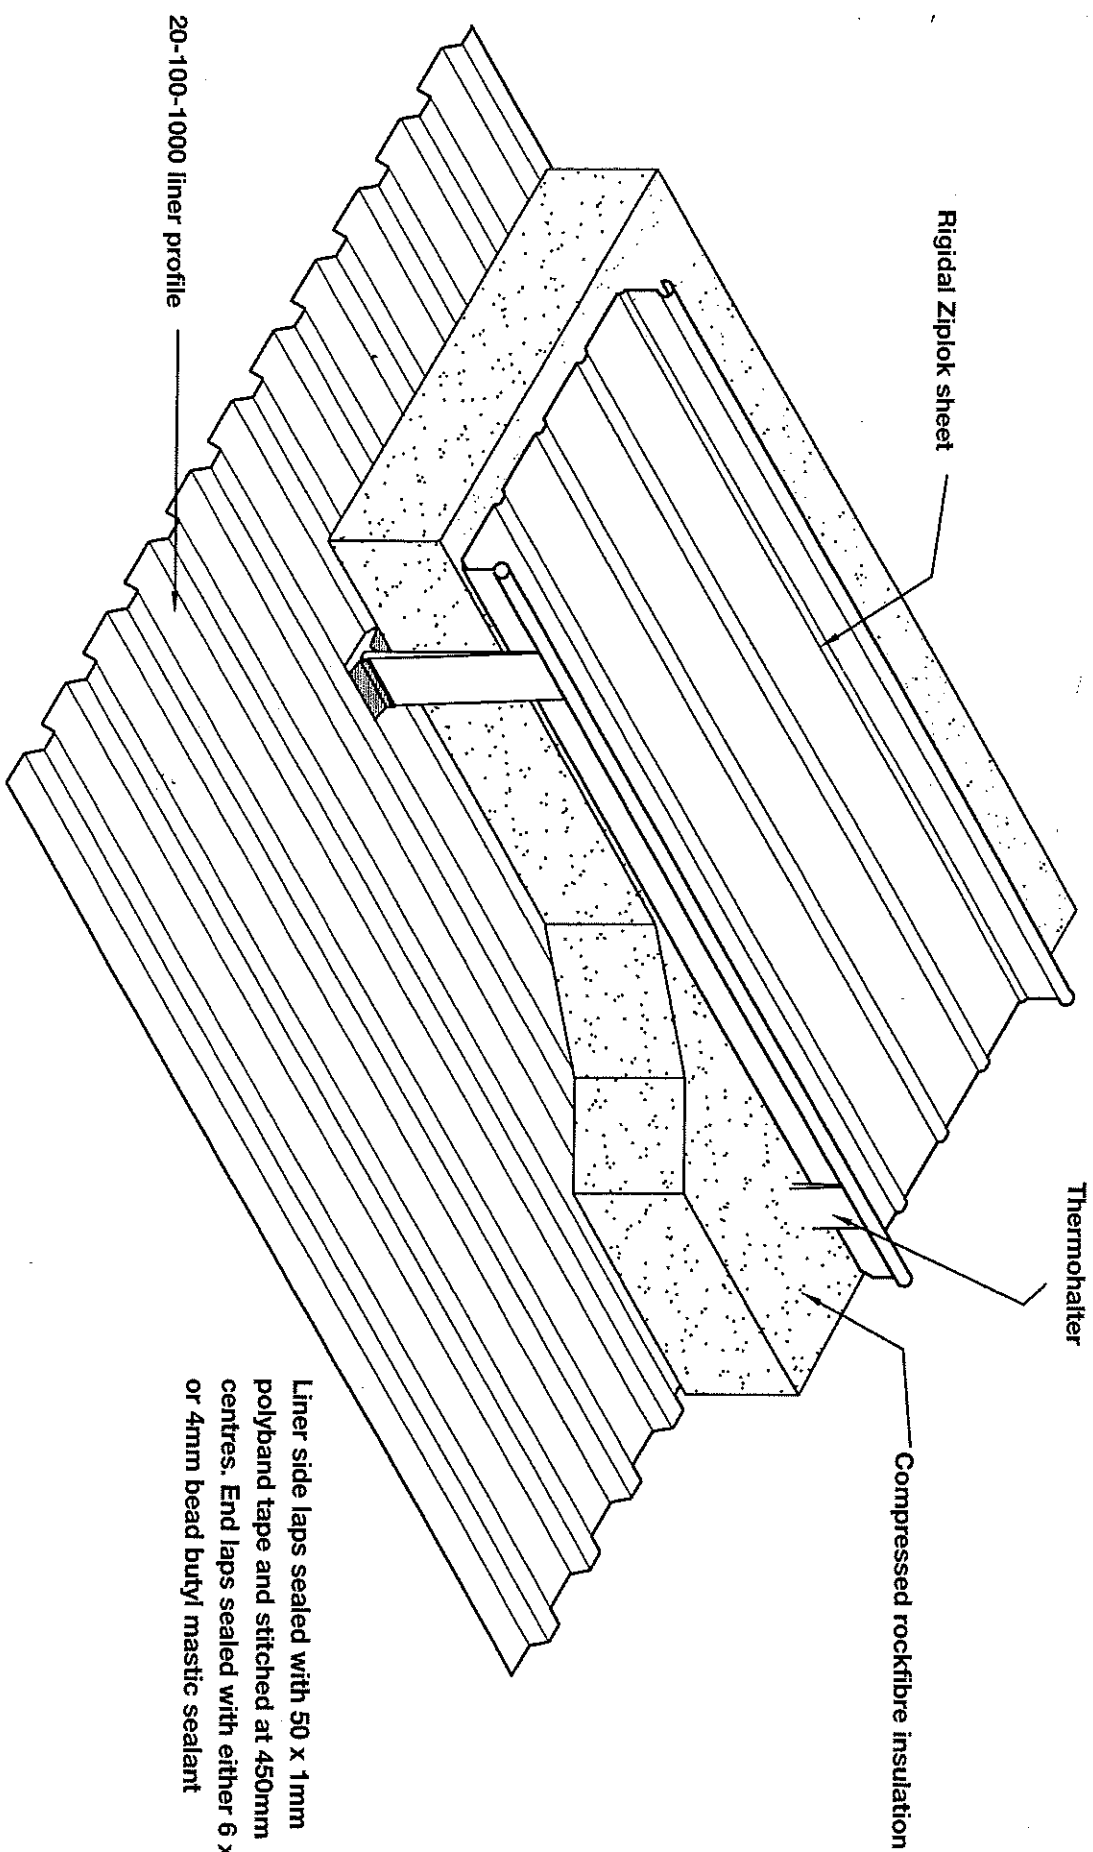 20-100-1000 liner profile
Rigidal Ziplok sheet
Thermohalter
Compressed rockfibre insulation
Liner side laps sealed with 50 x 1mm
polyband tape and stitched at 450mm
centres. End laps sealed with either 6 x
or 4mm bead butyl mastic sealant